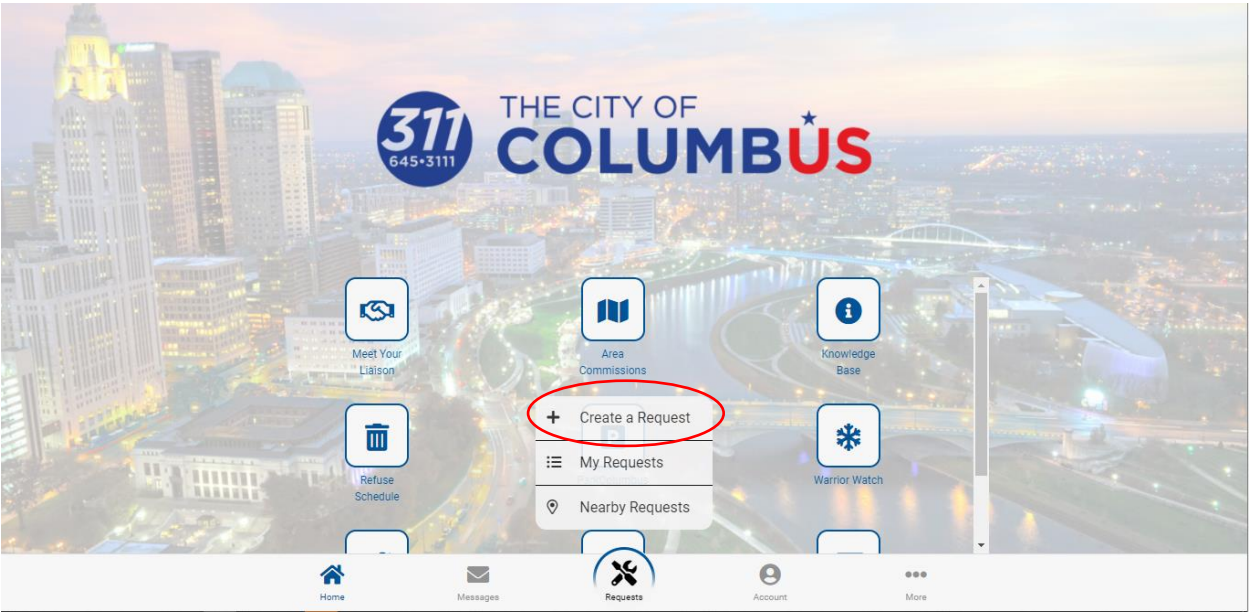 311
645•3111
THE CITY OF
COLUMBUS
Meet Your
Liaison
Area
Commissions
Knowledge
Base
Create a Request
My Requests
Nearby Requests
Refuse
Schedule
Warrior Watch
Home
Messages
Requests
Account
More